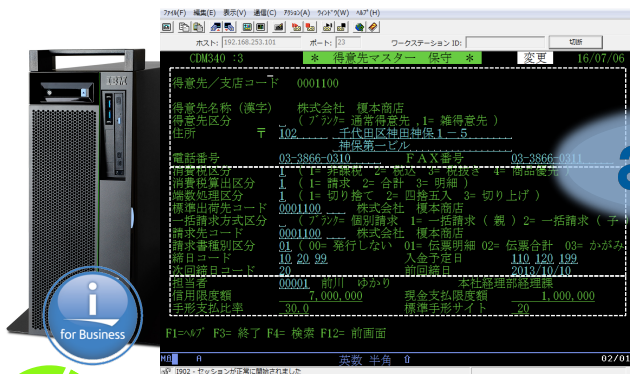 ﾌｧｲﾙ(F) 編集(E) 表示(V) 通信(C) ｱｸｼｮﾝ(A) ｳｨﾝﾄﾞｳ(W) ﾍﾙﾌﾟ(H)
ホスト: 192.168.253.101 ポート: 23 ワークステーション ID: 切断
CDM340 :3 * 得意先マスター 保守 * 変更 16/07/06
得意先／支店コード 0001100
得意先名称（漢字） 株式会社 榎本商店
得意先区分 _ ( ﾌﾞﾗﾝｸ= 通常得意先 ,1= 雑得意先 )
住所 〒 102 千代田区神田神保１－５
神保第一ビル
電話番号 03-3866-0310 ＦＡＸ番号 03-3866-0311
消費税区分 1 ( 1= 非課税 2= 税込 3= 税抜き 4= 商品優先
消費税算出区分 1 ( 1= 請求 2= 合計 3= 明細 )
端数処理区分 1 ( 1= 切り捨て 2= 四捨五入 3= 切り上げ )
標準出荷先コード 0001100 株式会社 榎本商店
一括請求方式区分 _ ( ﾌﾞﾗﾝｸ= 個別請求 1= 一括請求 ( 親 ) 2= 一括請求 ( 子
請求先コード 0001100 株式会社 榎本商店
請求書種別区分 01 ( 00= 発行しない 01= 伝票明細 02= 伝票合計 03= かがみ
締日コード 10 20 99 入金予定日 110 120 199
次回締日コード 20 前回締日 2013/10/10
担当者 00001 前川 ゆかり 本社経理部経理課
信用限度額 7,000,000 現金支払限度額 1,000,000
手形支払比率 30.0 標準手形サイト 20
F1=ﾍﾙﾌﾟ F3= 終了 F4= 検索 F12= 前画面
MA A 英数 半角 02/01
1902 - セッションが正常に開始されました
IBM
i
for Business
a